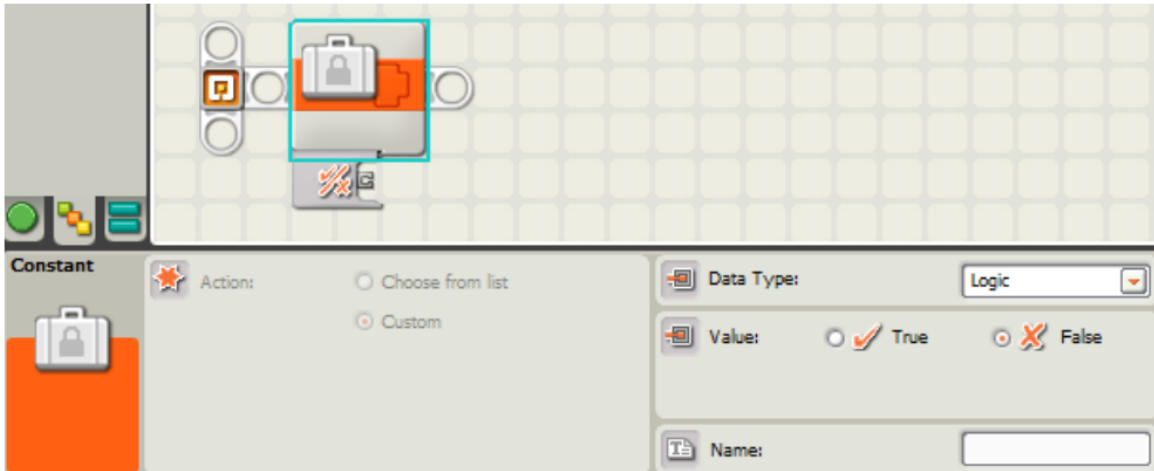 Constant
Action:
Choose from list
Custom
Data Type:
Logic
Value:
True
False
Name: